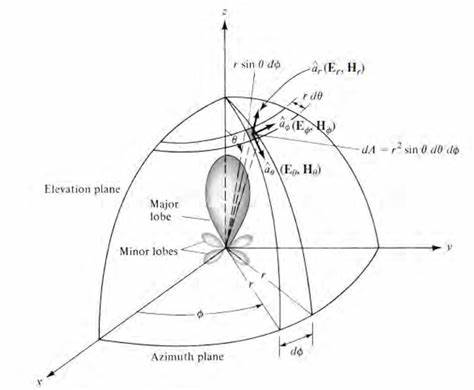 z
r sin θ dϕ
â_r (E_r, H_r)
r dθ
â_ϕ (E_ϕ, H_ϕ)
θ
dA = r² sin θ dθ dϕ
â_θ (E_θ, H_θ)
Elevation plane
Major
lobe
Minor lobes
y
r
r
ϕ
dϕ
Azimuth plane
x